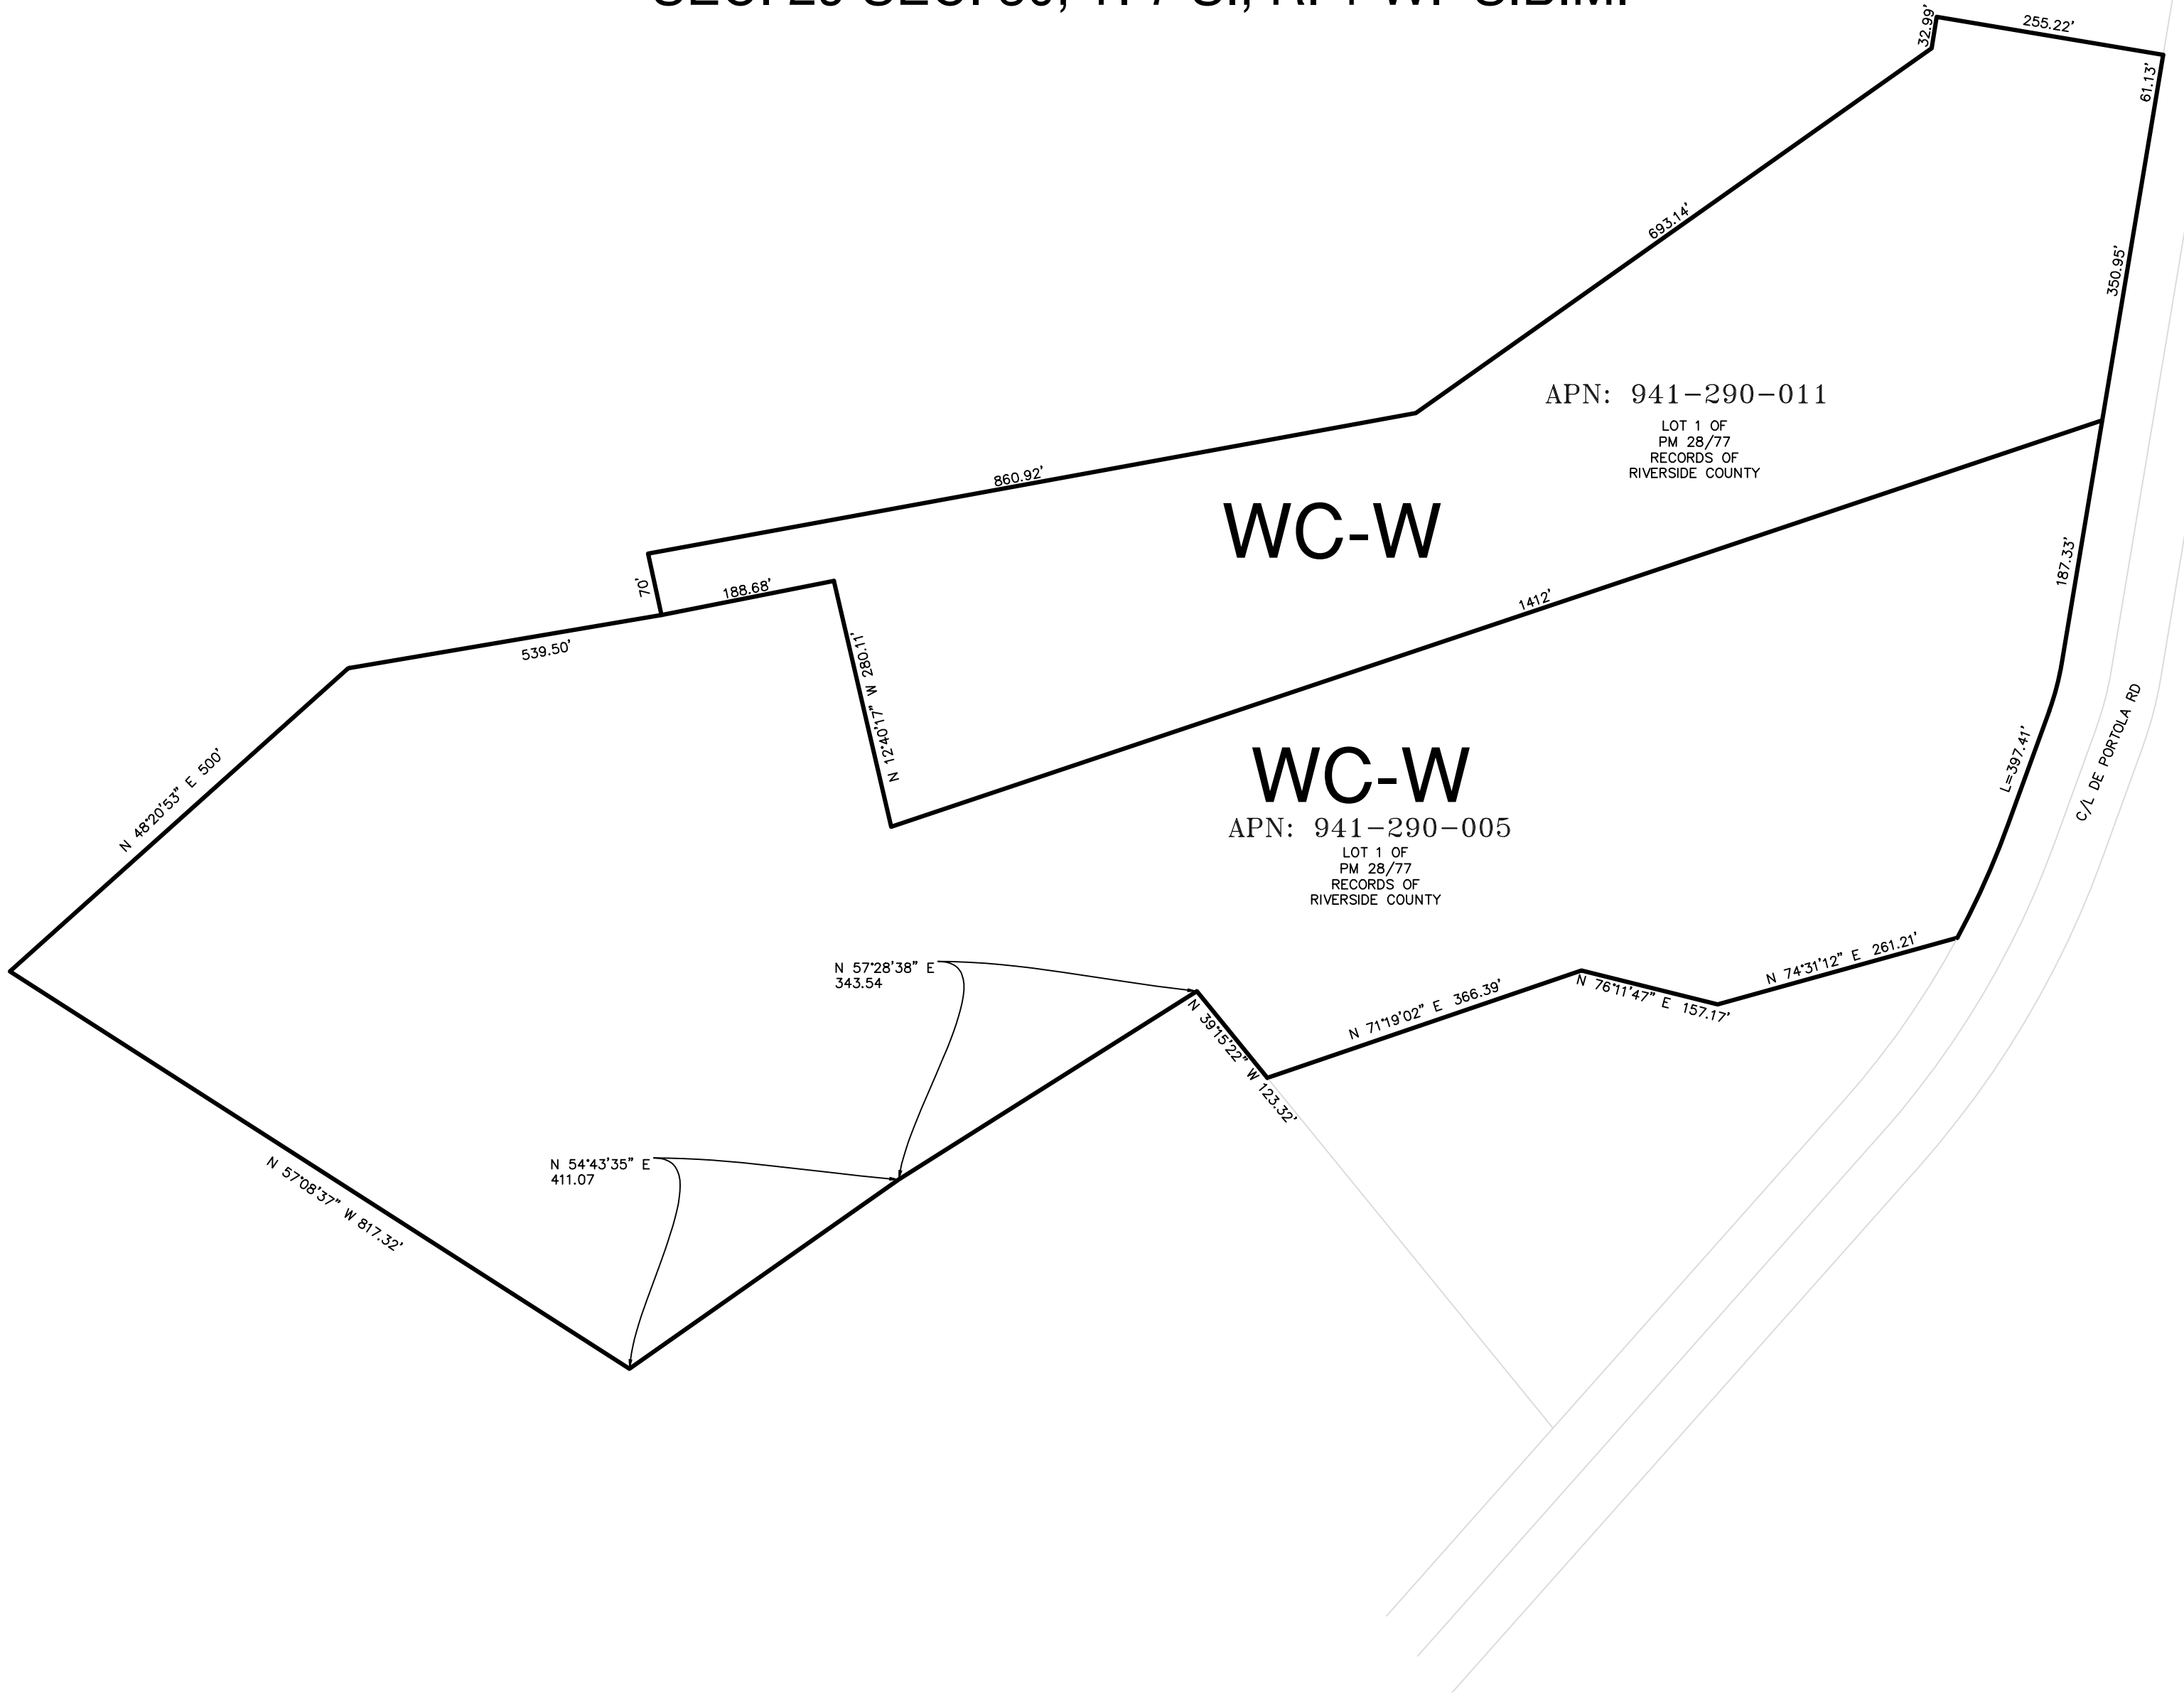 32.99'
255.22'
61.13'
693.14'
350.95'
APN: 941-290-011
LOT 1 OF
PM 28/77
RECORDS OF
RIVERSIDE COUNTY
860.92'
WC-W
187.33'
70'
188.68'
1412'
539.50'
N 12°40'17" W 280.11'
C/L DE PORTOLA RD
L=397.41'
N 48°20'53" E 500'
WC-W
APN: 941-290-005
LOT 1 OF
PM 28/77
RECORDS OF
RIVERSIDE COUNTY
N 57°28'38" E
343.54
N 74°31'12" E 261.21'
N 71°19'02" E 366.39'
N 76°11'47" E 157.17'
N 39°15'22" W 123.32'
N 54°43'35" E
411.07
N 57°08'37" W 817.32'